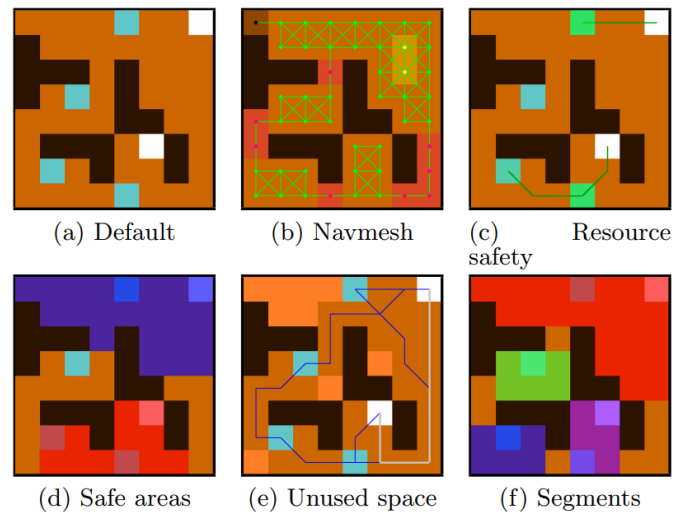 (a) Default
(b) Navmesh
(c) Resource
safety
(d) Safe areas
(e) Unused space
(f) Segments